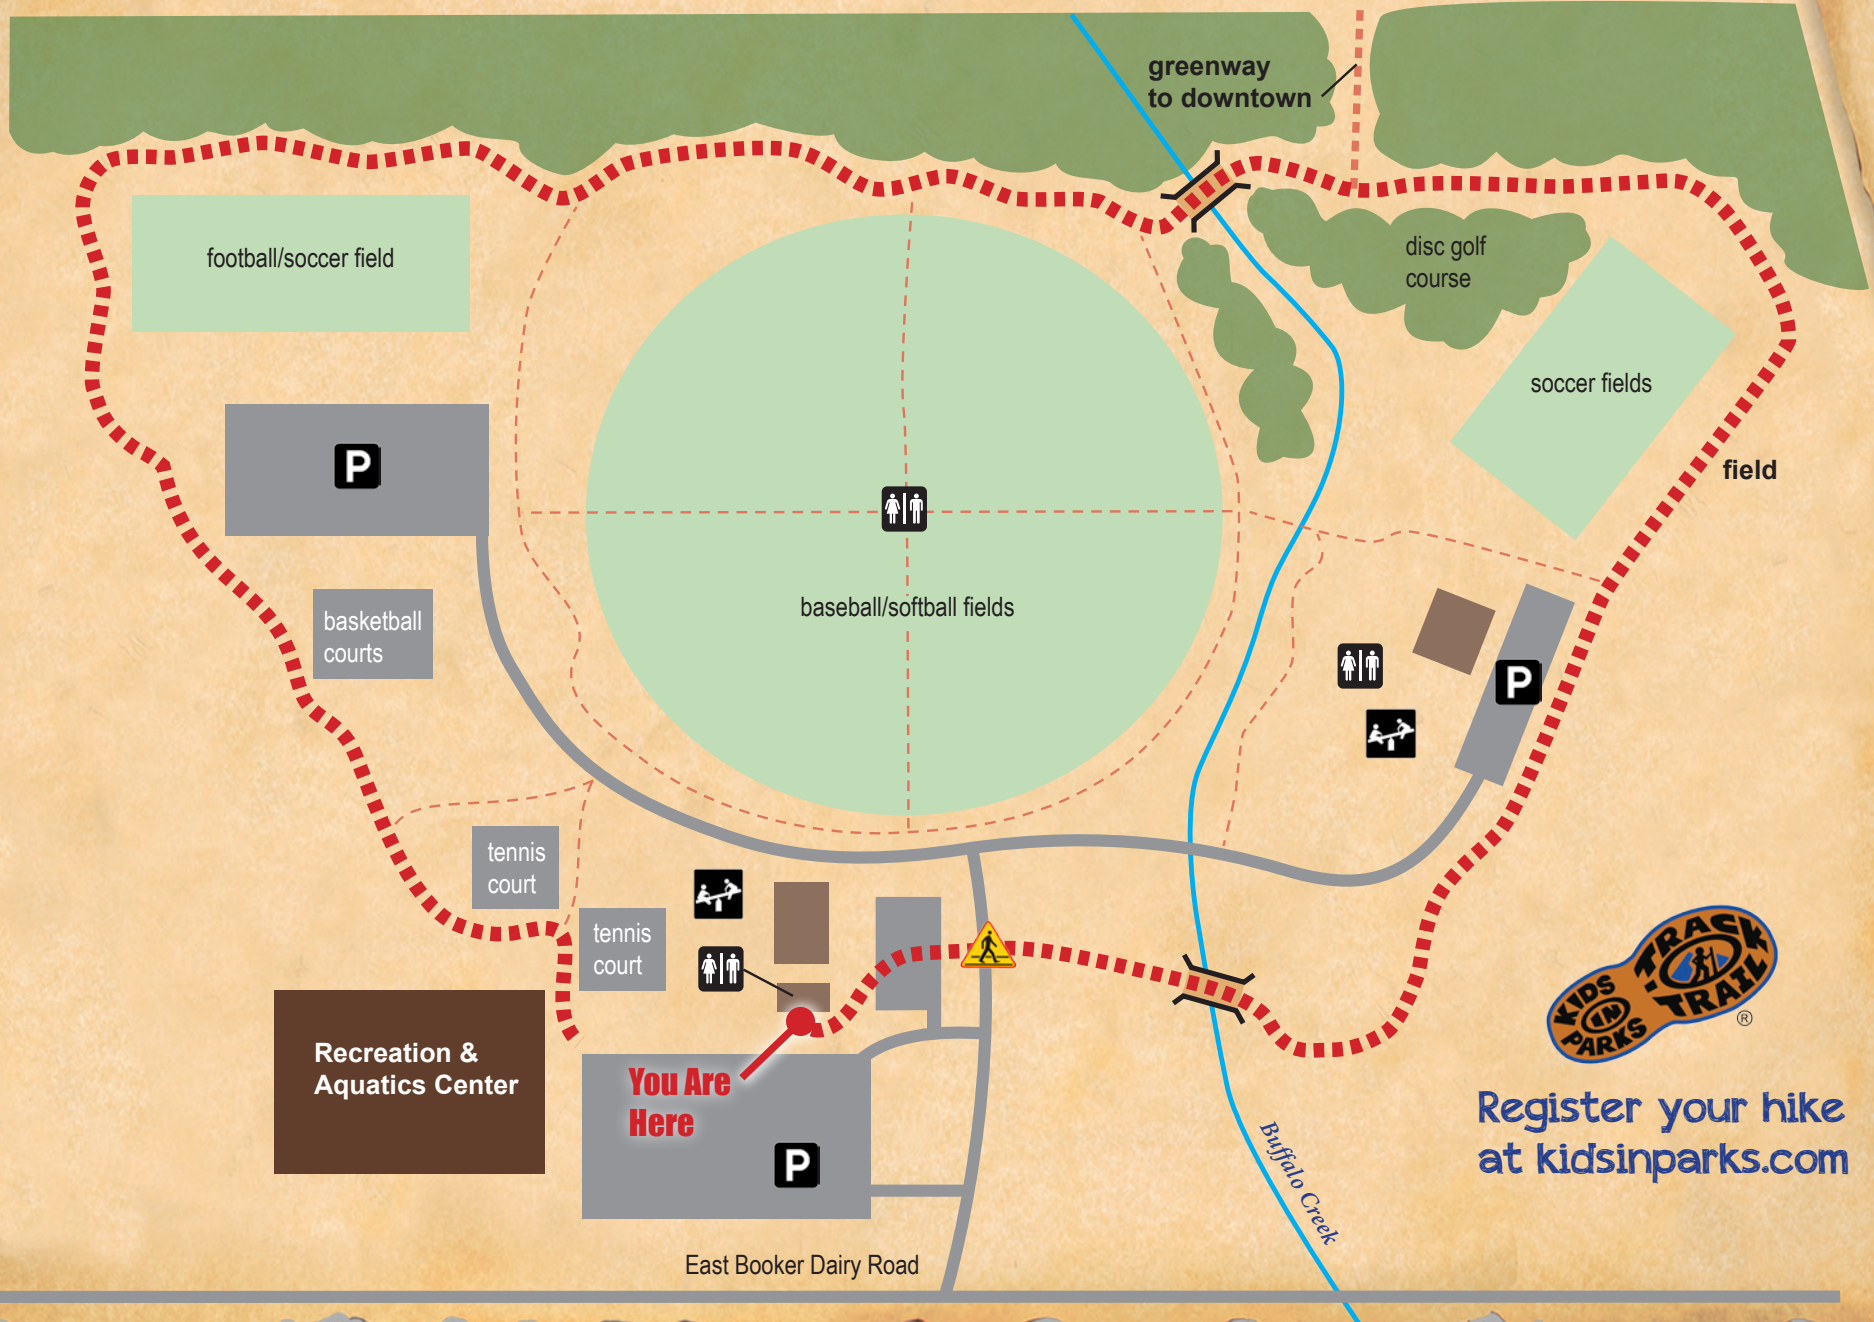 greenway
to downtown
football/soccer field
disc golf
course
soccer fields
field
P
baseball/softball fields
basketball
courts
P
tennis
court
tennis
court
Recreation &
Aquatics Center
You Are
Here
P
KIDS
IN
PARKS
TRACK
TRAIL
®
Register your hike
at kidsinparks.com
Buffalo Creek
East Booker Dairy Road